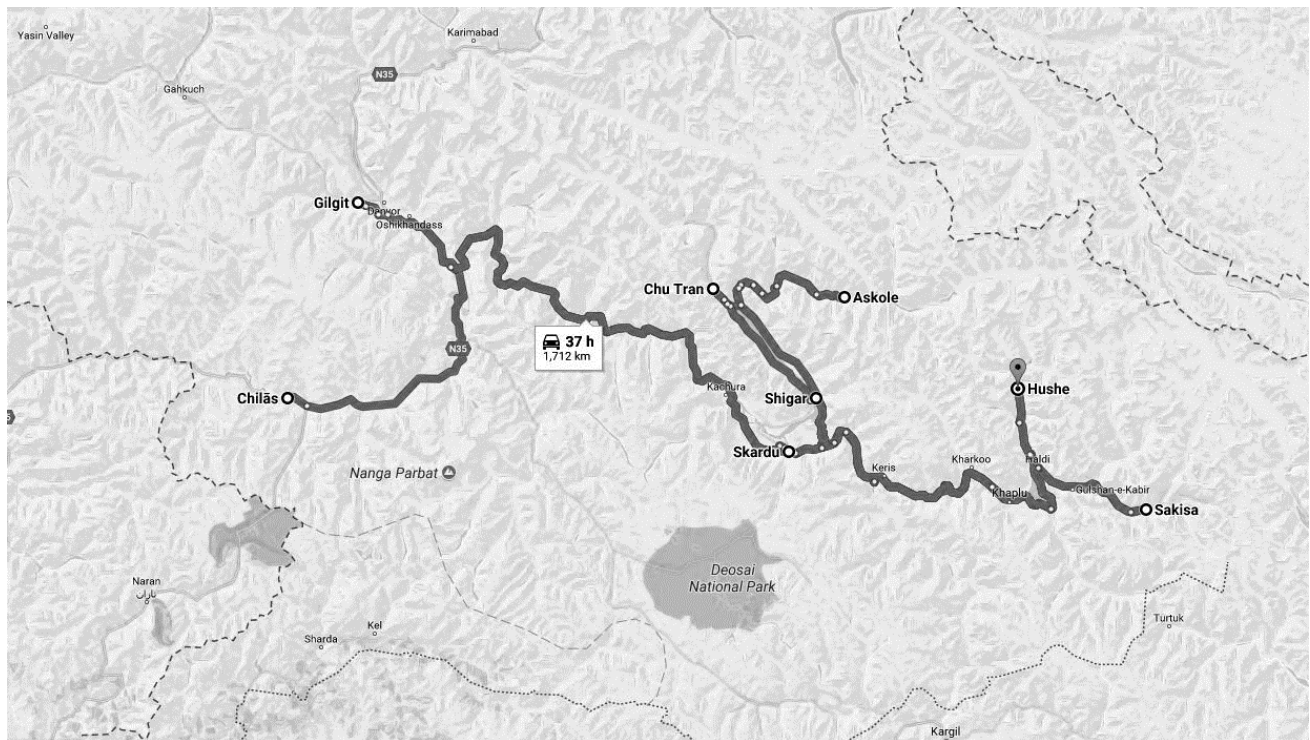 Yasin Valley
Karimabad
N35
Gahkuch
Gilgit
Danyor
Oshikhandass
Chu Tran
Askole
37 h
1,712 km
N35
Hushe
Chilās
Kachura
Shigar
Skardu
Nanga Parbat
Keris
Kharkoo
Haldi
Khaplu
Gulshan-e-Kabir
Sakisa
Deosai
National Park
Naran
ناران
Kel
Sharda
Turtuk
Kargil